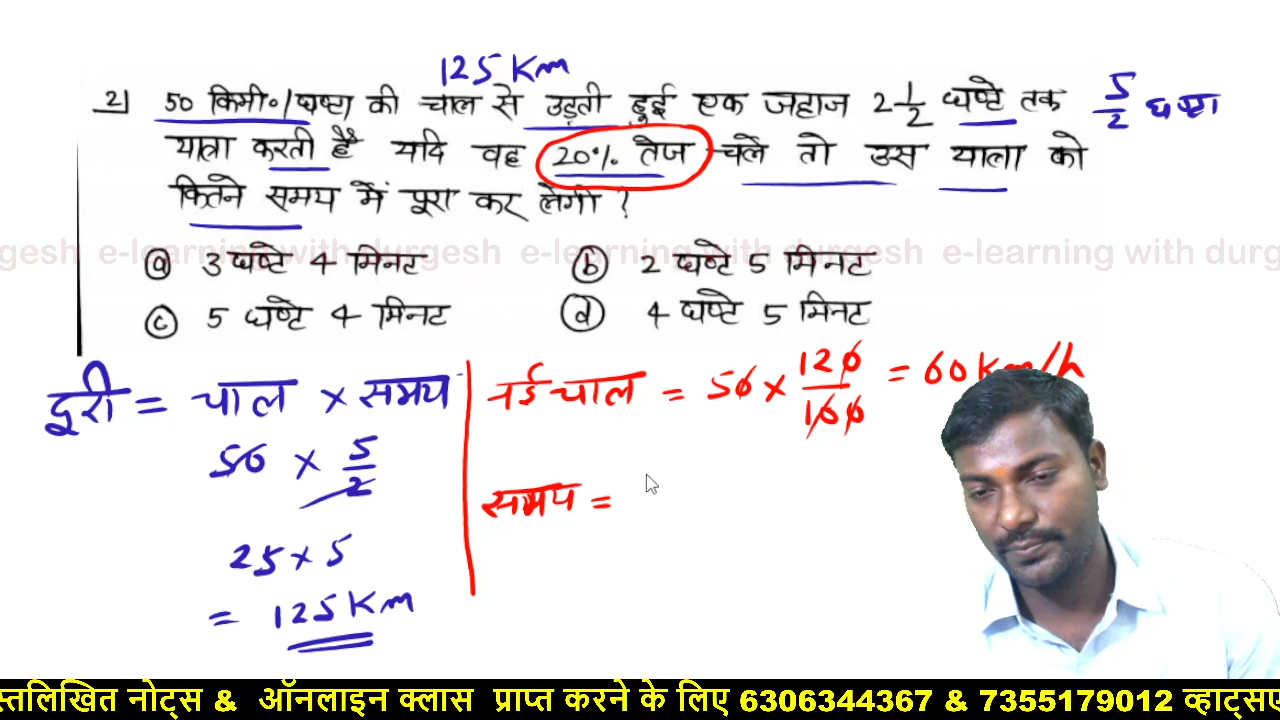 125 Km
2) 50 किमी०/घण्टा की चाल से उड़ती हुई एक जहाज 2 1/2 घण्टे तक 5/2 घण्टा
यात्रा करती है यदि वह 20% तेज चले तो उस यात्रा को
कितने समय में पूरा कर लेगी ?
gesh e-learning with durgesh e-learning with durgesh e-learning with durg
(a) 3 घण्टे 4 मिनट (b) 2 घण्टे 5 मिनट
(c) 5 घण्टे 4 मिनट (d) 4 घण्टे 5 मिनट
दूरी = चाल × समय
50 × 5/2
25 × 5
= 125 Km
नई चाल = 50 × 120/100 = 60 Km/h
समय =
स्तलिखित नोट्स & ऑनलाइन क्लास प्राप्त करने के लिए 6306344367 & 7355179012 व्हाट्सए